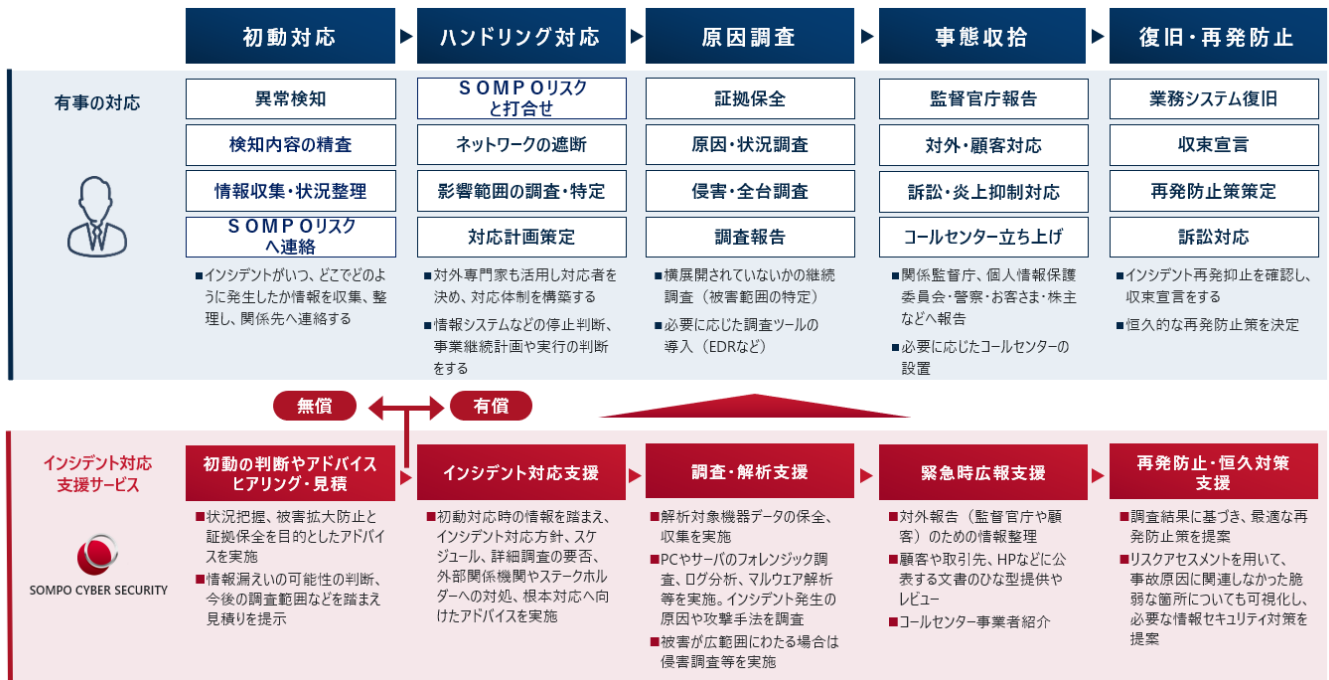 初動対応
ハンドリング対応
原因調査
事態収拾
復旧・再発防止
有事の対応
異常検知
検知内容の精査
情報収集・状況整理
SOMPOリスク
へ連絡
■インシデントがいつ、どこでどのよ
うに発生したか情報を収集、整
理し、関係先へ連絡する
SOMPOリスク
と打合せ
ネットワークの遮断
影響範囲の調査・特定
対応計画策定
■対外専門家も活用し対応者を
決め、対応体制を構築する
■情報システムなどの停止判断、
事業継続計画や実行の判断
をする
証拠保全
原因・状況調査
侵害・全台調査
調査報告
■横展開されていないかの継続
調査（被害範囲の特定）
■必要に応じた調査ツールの
導入（EDRなど）
監督官庁報告
対外・顧客対応
訴訟・炎上抑制対応
コールセンター立ち上げ
■関係監督庁、個人情報保護
委員会・警察・お客さま・株主
などへ報告
■必要に応じたコールセンターの
設置
業務システム復旧
収束宣言
再発防止策策定
訴訟対応
■インシデント再発抑止を確認し、
収束宣言をする
■恒久的な再発防止策を決定
無償
有償
インシデント対応
支援サービス
SOMPO CYBER SECURITY
初動の判断やアドバイス
ヒアリング・見積
■状況把握、被害拡大防止と
証拠保全を目的としたアドバイ
スを実施
■情報漏えいの可能性の判断、
今後の調査範囲などを踏まえ
見積りを提示
インシデント対応支援
■初動対応時の情報を踏まえ、
インシデント対応方針、スケ
ジュール、詳細調査の要否、
外部関係機関やステークホル
ダーへの対処、根本対応へ向
けたアドバイスを実施
調査・解析支援
■解析対象機器データの保全、
収集を実施
■PCやサーバのフォレンジック調
査、ログ分析、マルウェア解析
等を実施。インシデント発生の
原因や攻撃手法を調査
■被害が広範囲にわたる場合は
侵害調査等を実施
緊急時広報支援
■対外報告（監督官庁や顧
客）のための情報整理
■顧客や取引先、HPなどに公
表する文書のひな型提供や
レビュー
■コールセンター事業者紹介
再発防止・恒久対策
支援
■調査結果に基づき、最適な再
発防止策を提案
■リスクアセスメントを用いて、
事故原因に関連しなかった脆
弱な箇所についても可視化し、
必要な情報セキュリティ対策を
提案